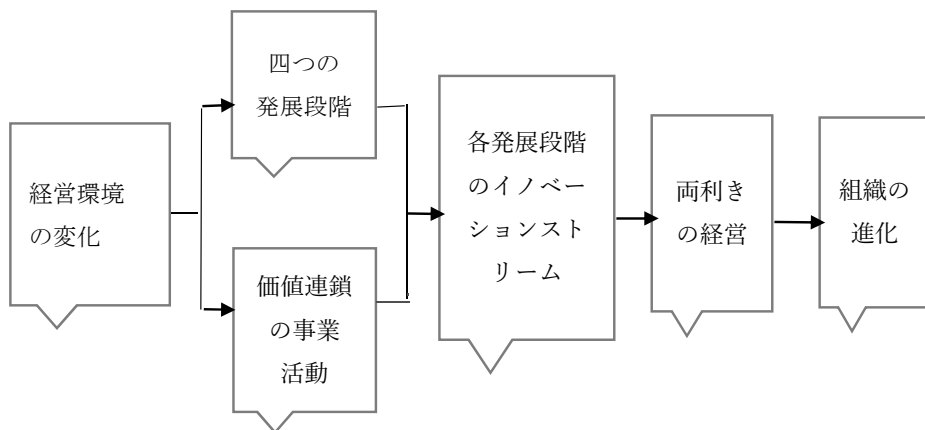 経営環境
の変化
四つの
発展段階
価値連鎖
の事業
活動
各発展段階
のイノベー
ションスト
リーム
両利き
の経営
組織の
進化